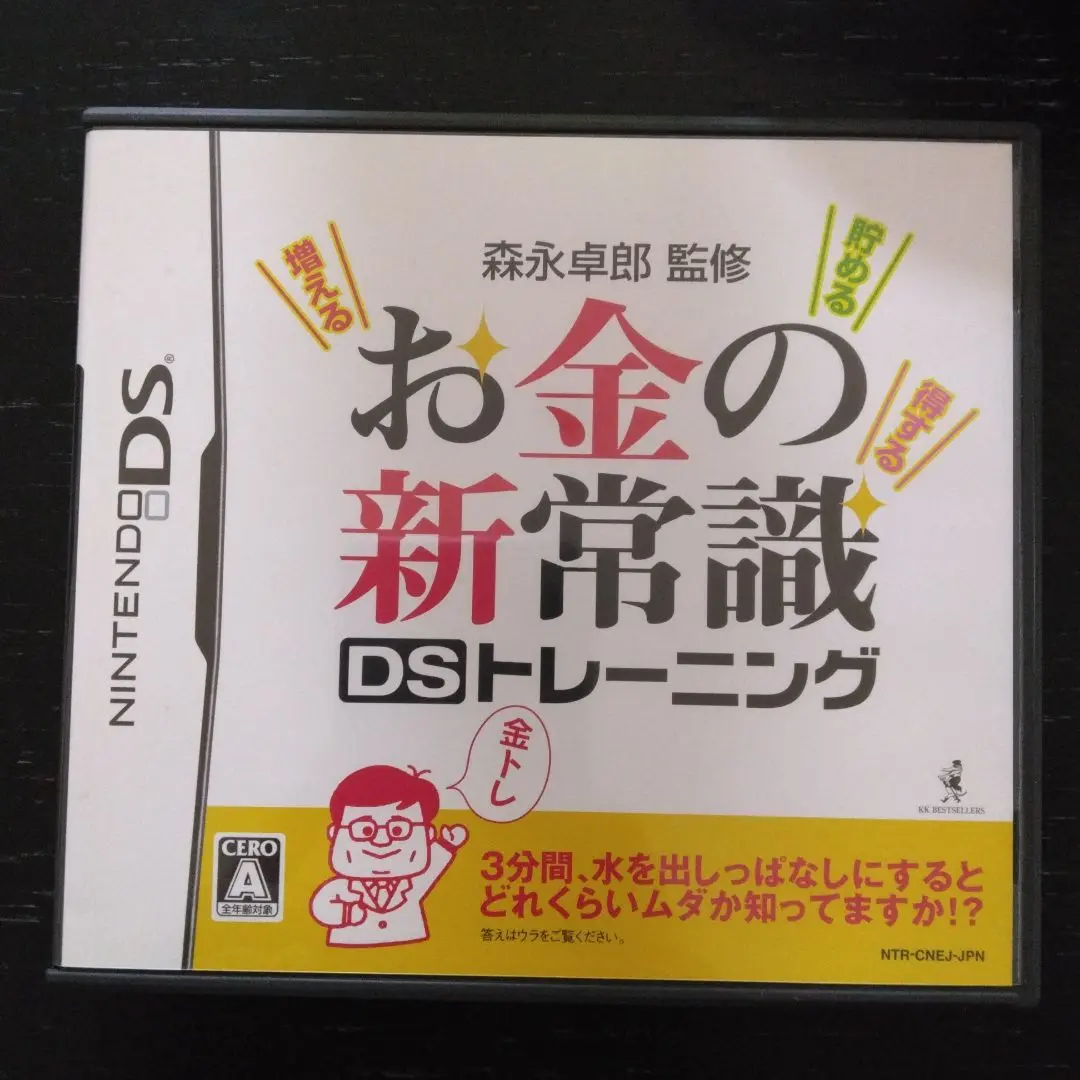 NINTENDO DS®
森永卓郎 監修
増える
貯める
得する
お金の
新常識
DSトレーニング
金トレ
KK BESTSELLERS
CERO
A
全年齢対象
3分間、水を出しっぱなしにすると
どれくらいムダか知ってますか!?
答えはウラをご覧ください。
NTR-CNEJ-JPN